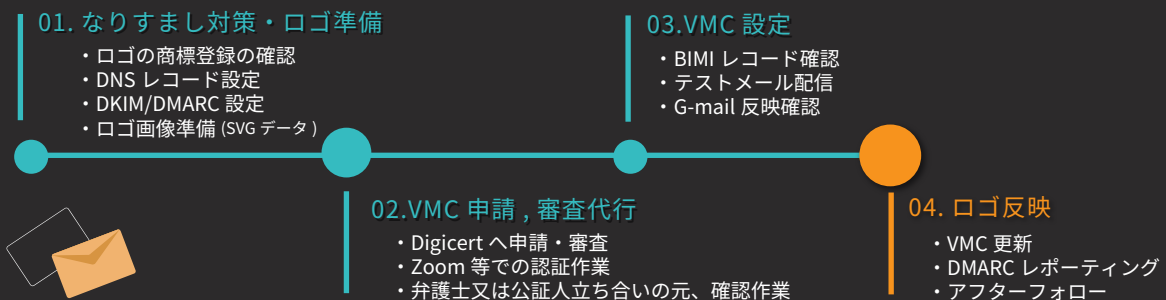 01. なりすまし対策・ロゴ準備
・ロゴの商標登録の確認
・DNS レコード設定
・DKIM/DMARC 設定
・ロゴ画像準備 (SVG データ )
02.VMC 申請 , 審査代行
・Digicert へ申請・審査
・Zoom 等での認証作業
・弁護士又は公証人立ち合いの元、確認作業
03.VMC 設定
・BIMI レコード確認
・テストメール配信
・G-mail 反映確認
04. ロゴ反映
・VMC 更新
・DMARC レポーティング
・アフターフォロー